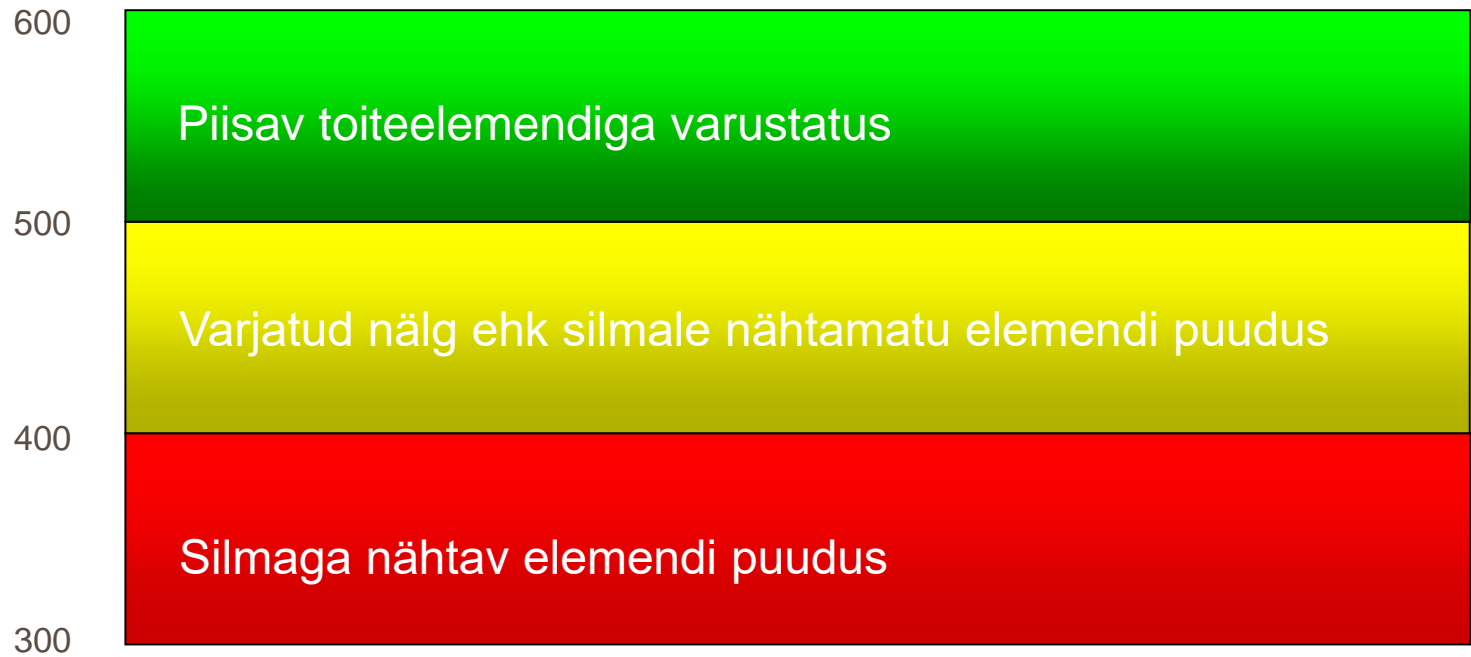 600
Piisav toiteelemendiga varustatus
500
Varjatud nälg ehk silmale nähtamatu elemendi puudus
400
Silmaga nähtav elemendi puudus
300